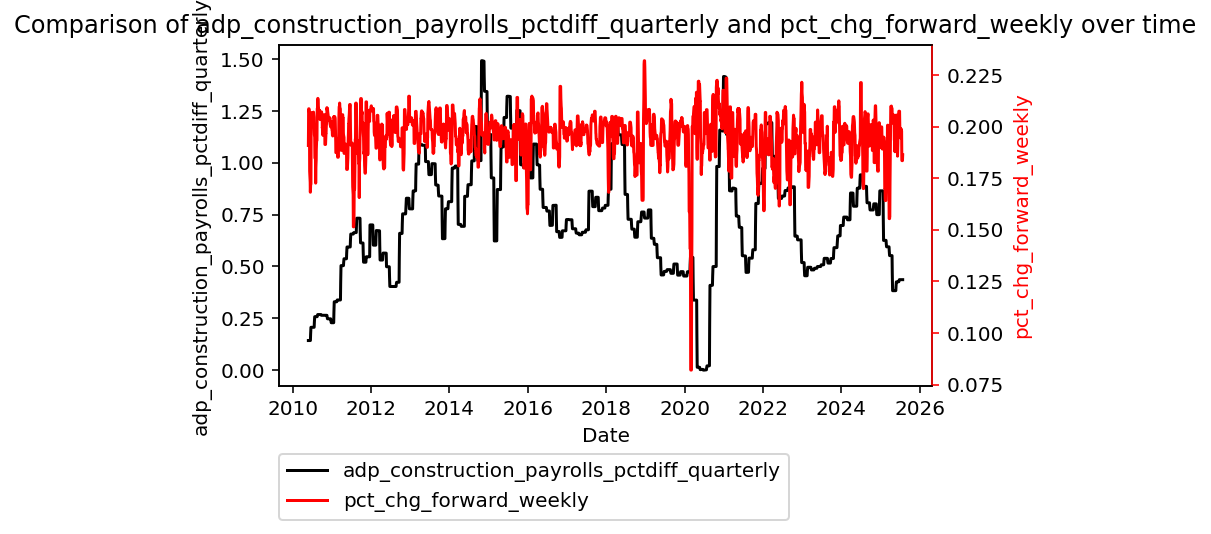 Comparison of adp_construction_payrolls_pctdiff_quarterly and pct_chg_forward_weekly over time
adp_construction_payrolls_pctdiff_quarterly
1.50
1.25
1.00
0.75
0.50
0.25
0.00
0.225
0.200
0.175
0.150
0.125
0.100
0.075
pct_chg_forward_weekly
2010 2012 2014 2016 2018 2020 2022 2024 2026
Date
adp_construction_payrolls_pctdiff_quarterly
pct_chg_forward_weekly